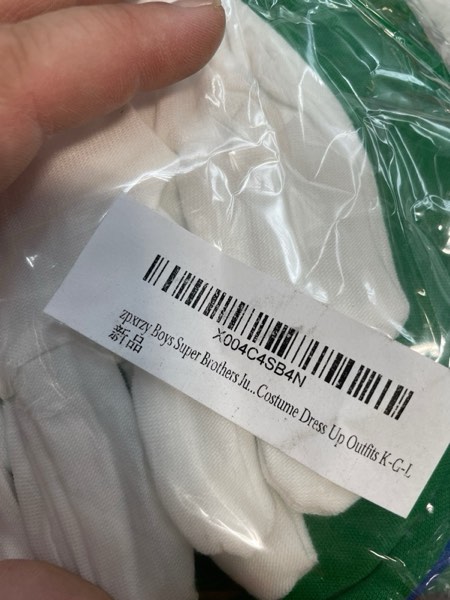 X004C4SB4N
zpxrzy Boys Super Brothers Ju...Costume Dress Up Outfits K-G-L
新品